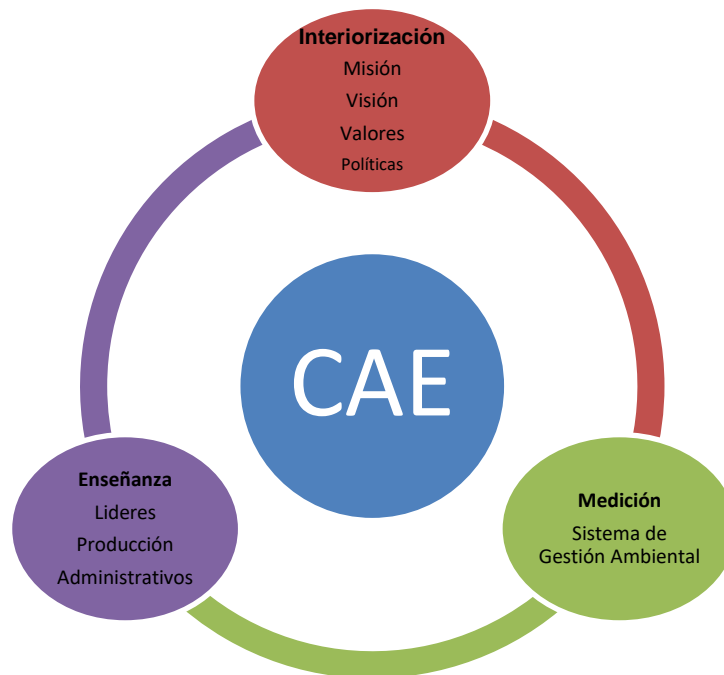 Interiorización
Misión
Visión
Valores
Políticas
CAE
Enseñanza
Lideres
Producción
Administrativos
Medición
Sistema de
Gestión Ambiental